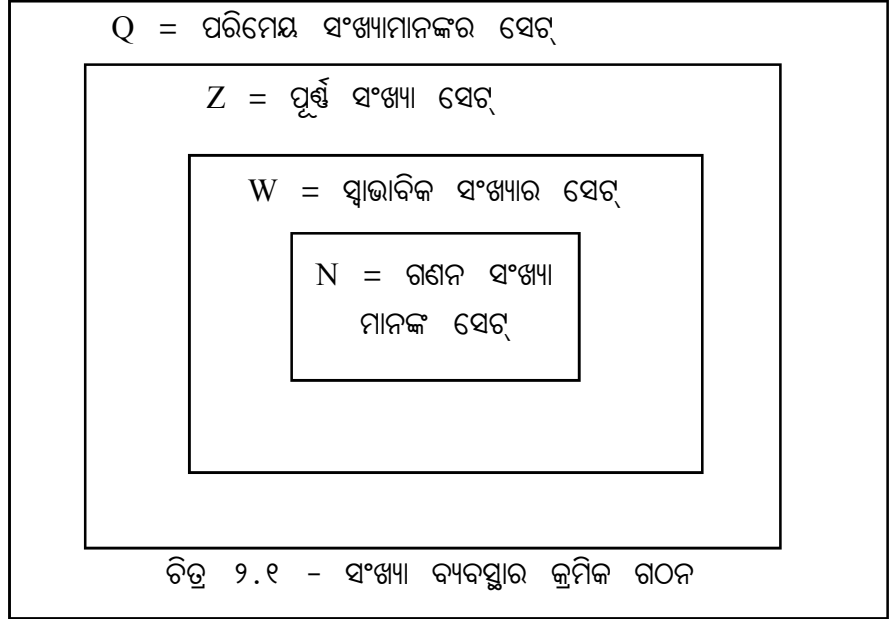 Q = ପରିମେୟ ସଂଖ୍ୟାମାନଙ୍କର ସେଟ୍
Z = ପୂର୍ଣ୍ଣ ସଂଖ୍ୟା ସେଟ୍
W = ସ୍ୱାଭାବିକ ସଂଖ୍ୟାର ସେଟ୍
N = ଗଣନ ସଂଖ୍ୟା
ମାନଙ୍କ ସେଟ୍
ଚିତ୍ର ୨.୧ - ସଂଖ୍ୟା ବ୍ୟବସ୍ଥାର କ୍ରମିକ ଗଠନ